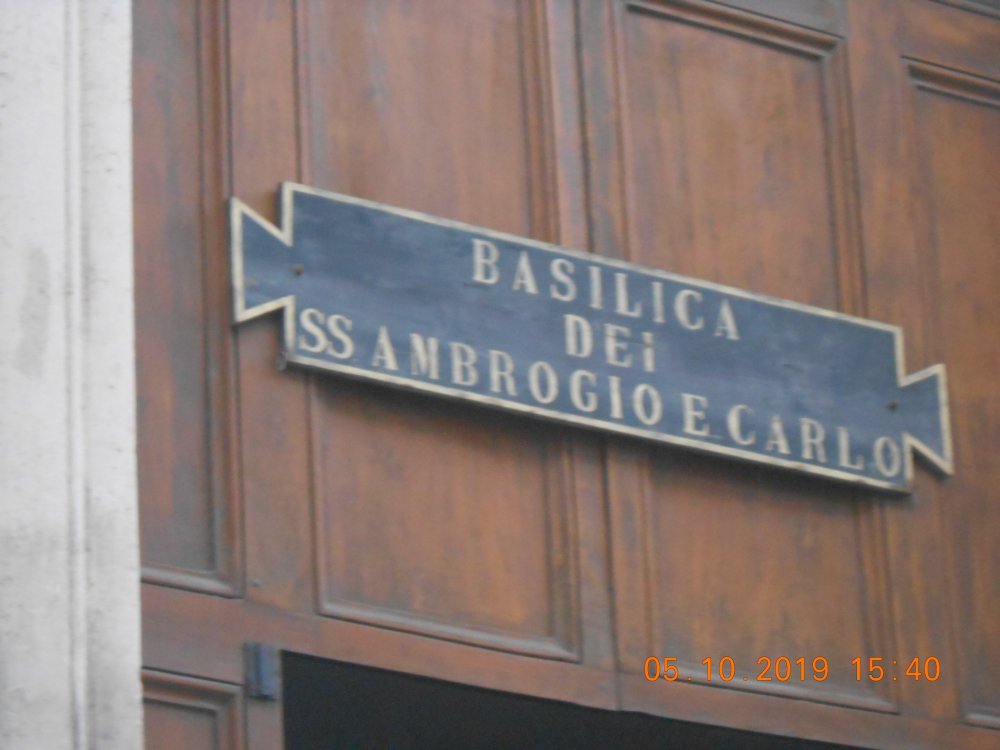 BASILICA
DEI
SS AMBROGIO E CARLO
05.10.2019 15:40